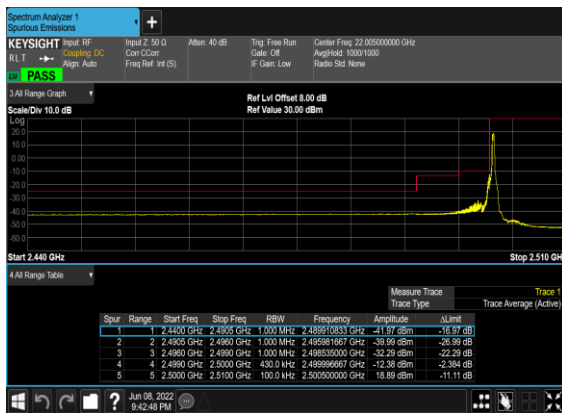 Spectrum Analyzer 1
Spurious Emissions
KEYSIGHT Input: RF Input Z: 50 Ω Atten: 40 dB Trig: Free Run Center Freq: 22.005000000 GHz
RLT Coupling: DC Corr CCorr Gate: Off Avg|Hold: 1000/1000
Align: Auto Freq Ref: Int (S) IF Gain: Low Radio Std: None
PASS
3 All Range Graph
Ref Lvl Offset 8.00 dB
Scale/Div 10.0 dB Ref Value 30.00 dBm
Log
20.0
10.0
0.00
-10.0
-20.0
-30.0
-40.0
-50.0
-60.0
Start 2.440 GHz Stop 2.510 GH
4 All Range Table
Measure Trace Trace 1
Trace Type Trace Average (Active)
Spur Range Start Freq Stop Freq RBW Frequency Amplitude ΔLimit
1 1 2.4400 GHz 2.4905 GHz 1.000 MHz 2.489910833 GHz -41.97 dBm -16.97 dB
2 2 2.4905 GHz 2.4960 GHz 1.000 MHz 2.495981667 GHz -39.99 dBm -26.99 dB
3 3 2.4960 GHz 2.4990 GHz 1.000 MHz 2.498535000 GHz -32.29 dBm -22.29 dB
4 4 2.4990 GHz 2.5000 GHz 430.0 kHz 2.499996667 GHz -12.38 dBm -2.384 dB
5 5 2.5000 GHz 2.5100 GHz 100.0 kHz 2.500500000 GHz 18.89 dBm -11.11 dB
Jun 08, 2022
9:42:48 PM